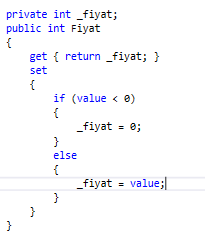 private int _fiyat;
public int Fiyat
{
    get { return _fiyat; }
    set
    {
        if (value < 0)
        {
            _fiyat = 0;
        }
        else
        {
            _fiyat = value;
        }
    }
}